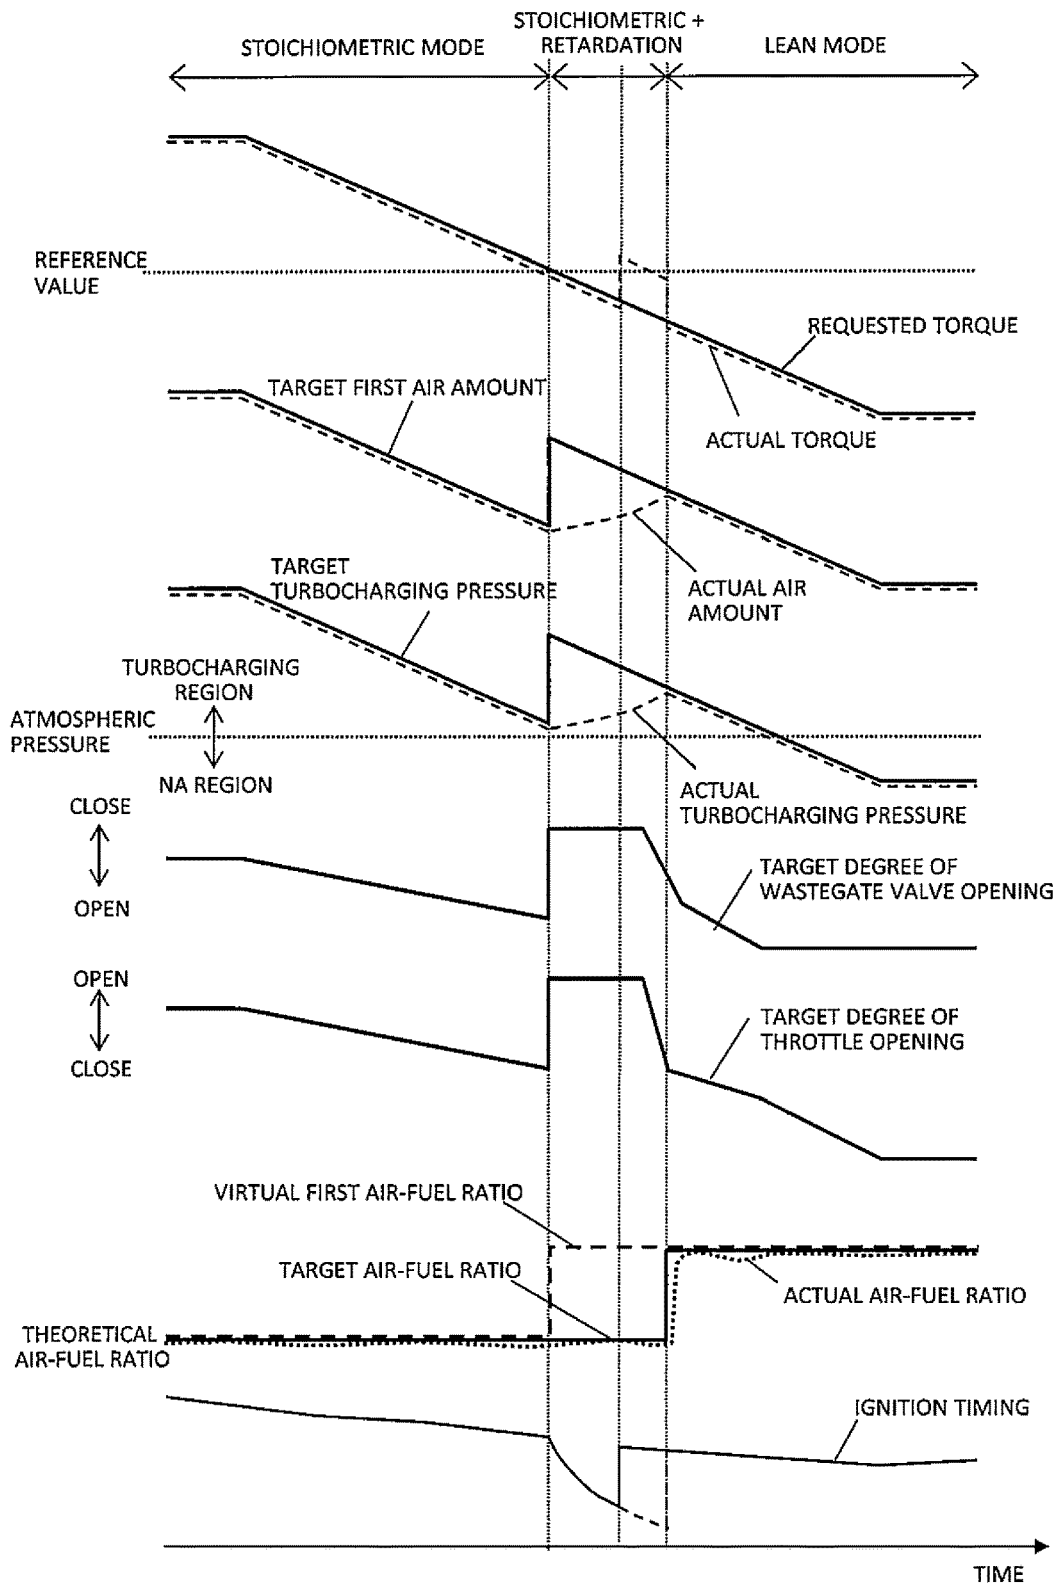 STOICHIOMETRIC MODE
STOICHIOMETRIC +
RETARDATION
LEAN MODE
REFERENCE
VALUE
REQUESTED TORQUE
TARGET FIRST AIR AMOUNT
ACTUAL TORQUE
TARGET
TURBOCHARGING PRESSURE
ACTUAL AIR
AMOUNT
TURBOCHARGING
REGION
ATMOSPHERIC
PRESSURE
NA REGION
ACTUAL
TURBOCHARGING PRESSURE
CLOSE
OPEN
TARGET DEGREE OF
WASTEGATE VALVE OPENING
OPEN
CLOSE
TARGET DEGREE OF
THROTTLE OPENING
VIRTUAL FIRST AIR-FUEL RATIO
TARGET AIR-FUEL RATIO
ACTUAL AIR-FUEL RATIO
THEORETICAL
AIR-FUEL RATIO
IGNITION TIMING
TIME